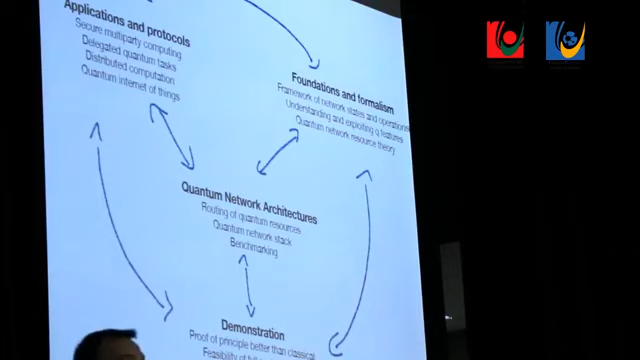 Applications and protocols
Secure multiparty computing
Delegated quantum tasks
Distributed computation
Quantum internet of things
Foundations and formalism
Framework of network states and operations
Understanding and exploiting q features
Quantum network resource theory
Quantum Network Architectures
Routing of quantum resources
Quantum network stack
Benchmarking
Demonstration
Proof of principle better than classical
Feasibility of